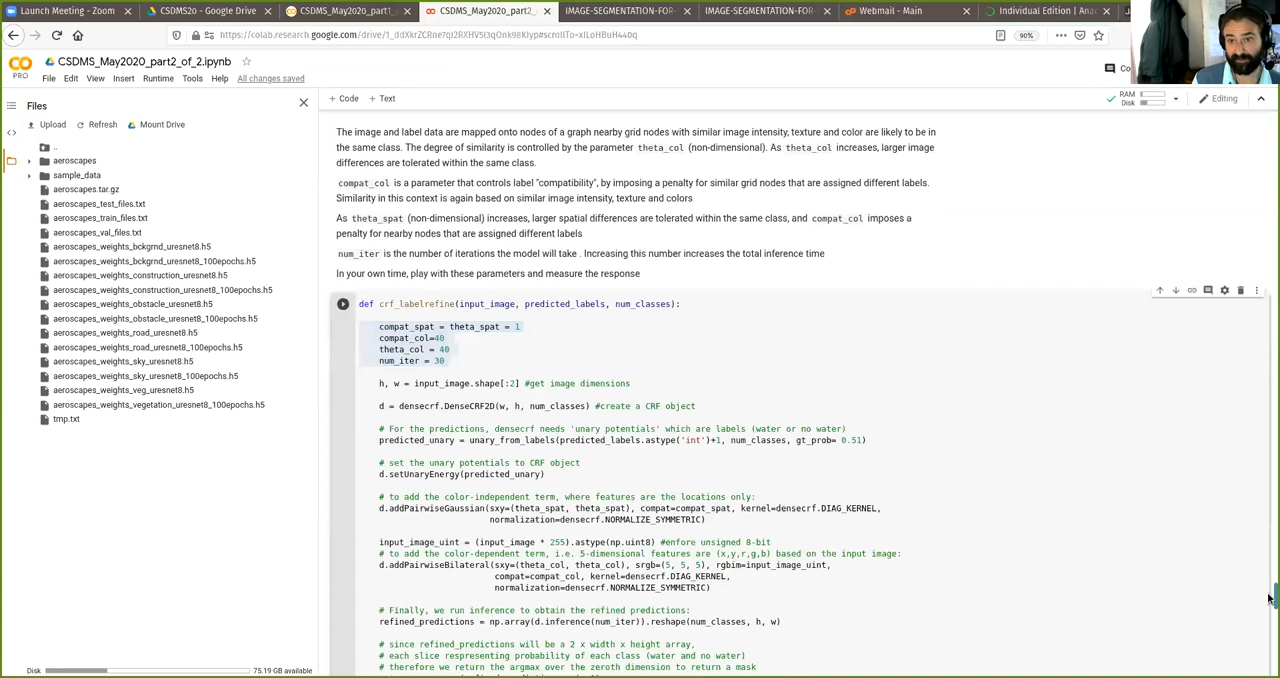 Launch Meeting - Zoom
CSDMS2o - Google Drive
CSDMS_May2020_part1_
CSDMS_May2020_part2_
IMAGE-SEGMENTATION-FOR-
IMAGE-SEGMENTATION-FOR-
Webmail - Main
Individual Edition | Ana
90%
PRO
CSDMS_May2020_part2_of_2.ipynb
File Edit View Insert Runtime Tools Help All changes saved
Files
+ Code + Text
RAM
Disk
Editing
Upload Refresh Mount Drive
..
aeroscapes
sample_data
aeroscapes.tar.gz
aeroscapes_test_files.txt
aeroscapes_train_files.txt
aeroscapes_val_files.txt
aeroscapes_weights_bckgrnd_uresnet8.h5
aeroscapes_weights_bckgrnd_uresnet8_100epochs.h5
aeroscapes_weights_construction_uresnet8.h5
aeroscapes_weights_construction_uresnet8_100epochs.h5
aeroscapes_weights_obstacle_uresnet8.h5
aeroscapes_weights_obstacle_uresnet8_100epochs.h5
aeroscapes_weights_road_uresnet8.h5
aeroscapes_weights_road_uresnet8_100epochs.h5
aeroscapes_weights_sky_uresnet8.h5
aeroscapes_weights_sky_uresnet8_100epochs.h5
aeroscapes_weights_veg_uresnet8.h5
aeroscapes_weights_vegetation_uresnet8_100epochs.h5
tmp.txt
Disk 75.19 GB available
The image and label data are mapped onto nodes of a graph nearby grid nodes with similar image intensity, texture and color are likely to be in
the same class. The degree of similarity is controlled by the parameter theta_col (non-dimensional). As theta_col increases, larger image
differences are tolerated within the same class.
compat_col is a parameter that controls label "compatibility", by imposing a penalty for similar grid nodes that are assigned different labels.
Similarity in this context is again based on similar image intensity, texture and colors
As theta_spat (non-dimensional) increases, larger spatial differences are tolerated within the same class, and compat_col imposes a
penalty for nearby nodes that are assigned different labels
num_iter is the number of iterations the model will take . Increasing this number increases the total inference time
In your own time, play with these parameters and measure the response
def crf_labelrefine(input_image, predicted_labels, num_classes):
compat_spat = theta_spat = 1
compat_col=40
theta_col = 40
num_iter = 30
h, w = input_image.shape[:2] #get image dimensions
d = densecrf.DenseCRF2D(w, h, num_classes) #create a CRF object
# For the predictions, densecrf needs 'unary potentials' which are labels (water or no water)
predicted_unary = unary_from_labels(predicted_labels.astype('int')+1, num_classes, gt_prob= 0.51)
# set the unary potentials to CRF object
d.setUnaryEnergy(predicted_unary)
# to add the color-independent term, where features are the locations only:
d.addPairwiseGaussian(sxy=(theta_spat, theta_spat), compat=compat_spat, kernel=densecrf.DIAG_KERNEL,
normalization=densecrf.NORMALIZE_SYMMETRIC)
input_image_uint = (input_image * 255).astype(np.uint8) #enfore unsigned 8-bit
# to add the color-dependent term, i.e. 5-dimensional features are (x,y,r,g,b) based on the input image:
d.addPairwiseBilateral(sxy=(theta_col, theta_col), srgb=(5, 5, 5), rgbim=input_image_uint,
compat=compat_col, kernel=densecrf.DIAG_KERNEL,
normalization=densecrf.NORMALIZE_SYMMETRIC)
# Finally, we run inference to obtain the refined predictions:
refined_predictions = np.array(d.inference(num_iter)).reshape(num_classes, h, w)
# since refined_predictions will be a 2 x width x height array,
# each slice respresenting probability of each class (water and no water)
# therefore we return the argmax over the zeroth dimension to return a mask